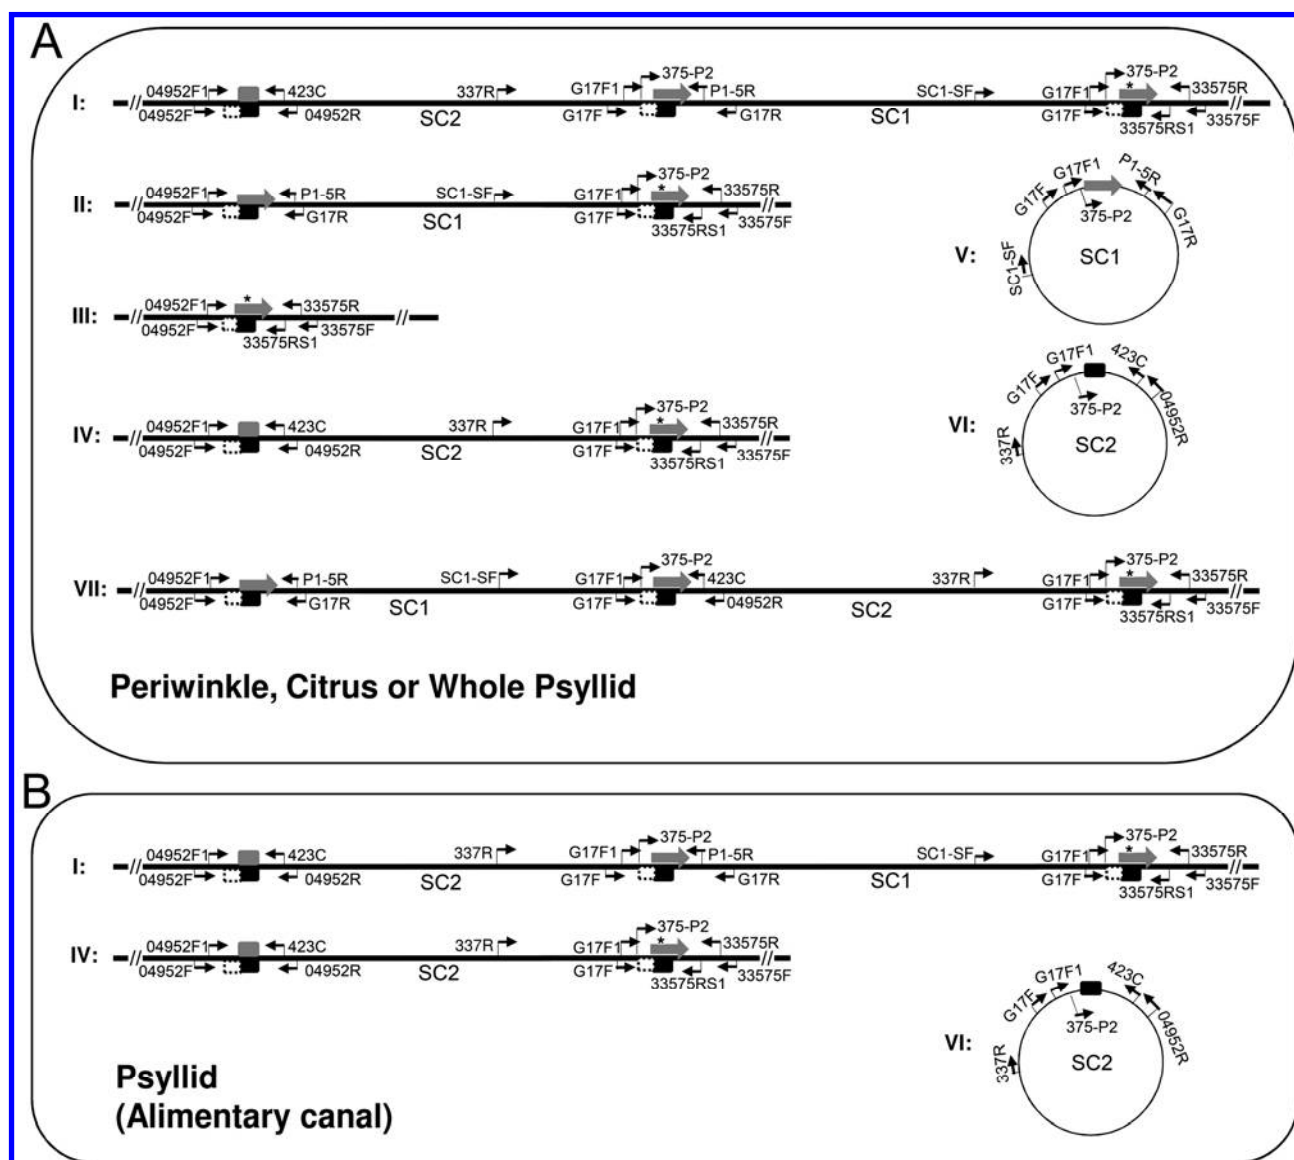 A
I: 04952F1 423C 337R G17F1 375-P2 P1-5R SC1-SF G17F1 375-P2 * 33575R
04952F 04952R SC2 G17F G17R SC1 G17F 33575RS1 33575F
II: 04952F1 P1-5R SC1-SF G17F1 375-P2 * 33575R
04952F G17R SC1 G17F 33575RS1 33575F
V: SC1-SF G17F G17F1 375-P2 P1-5R G17R
SC1
III: 04952F1 * 33575R
04952F 33575RS1 33575F
IV: 04952F1 423C 337R G17F1 375-P2 * 33575R
04952F 04952R SC2 G17F 33575RS1 33575F
VI: 337R G17F G17F1 375-P2 423C 04952R
SC2
VII: 04952F1 P1-5R SC1-SF G17F1 375-P2 423C 337R G17F1 375-P2 * 33575R
04952F G17R SC1 G17F 04952R SC2 G17F 33575RS1 33575F
Periwinkle, Citrus or Whole Psyllid
B
I: 04952F1 423C 337R G17F1 375-P2 P1-5R SC1-SF G17F1 375-P2 * 33575R
04952F 04952R SC2 G17F G17R SC1 G17F 33575RS1 33575F
IV: 04952F1 423C 337R G17F1 375-P2 * 33575R
04952F 04952R SC2 G17F 33575RS1 33575F
VI: 337R G17F G17F1 375-P2 423C 04952R
SC2
Psyllid
(Alimentary canal)